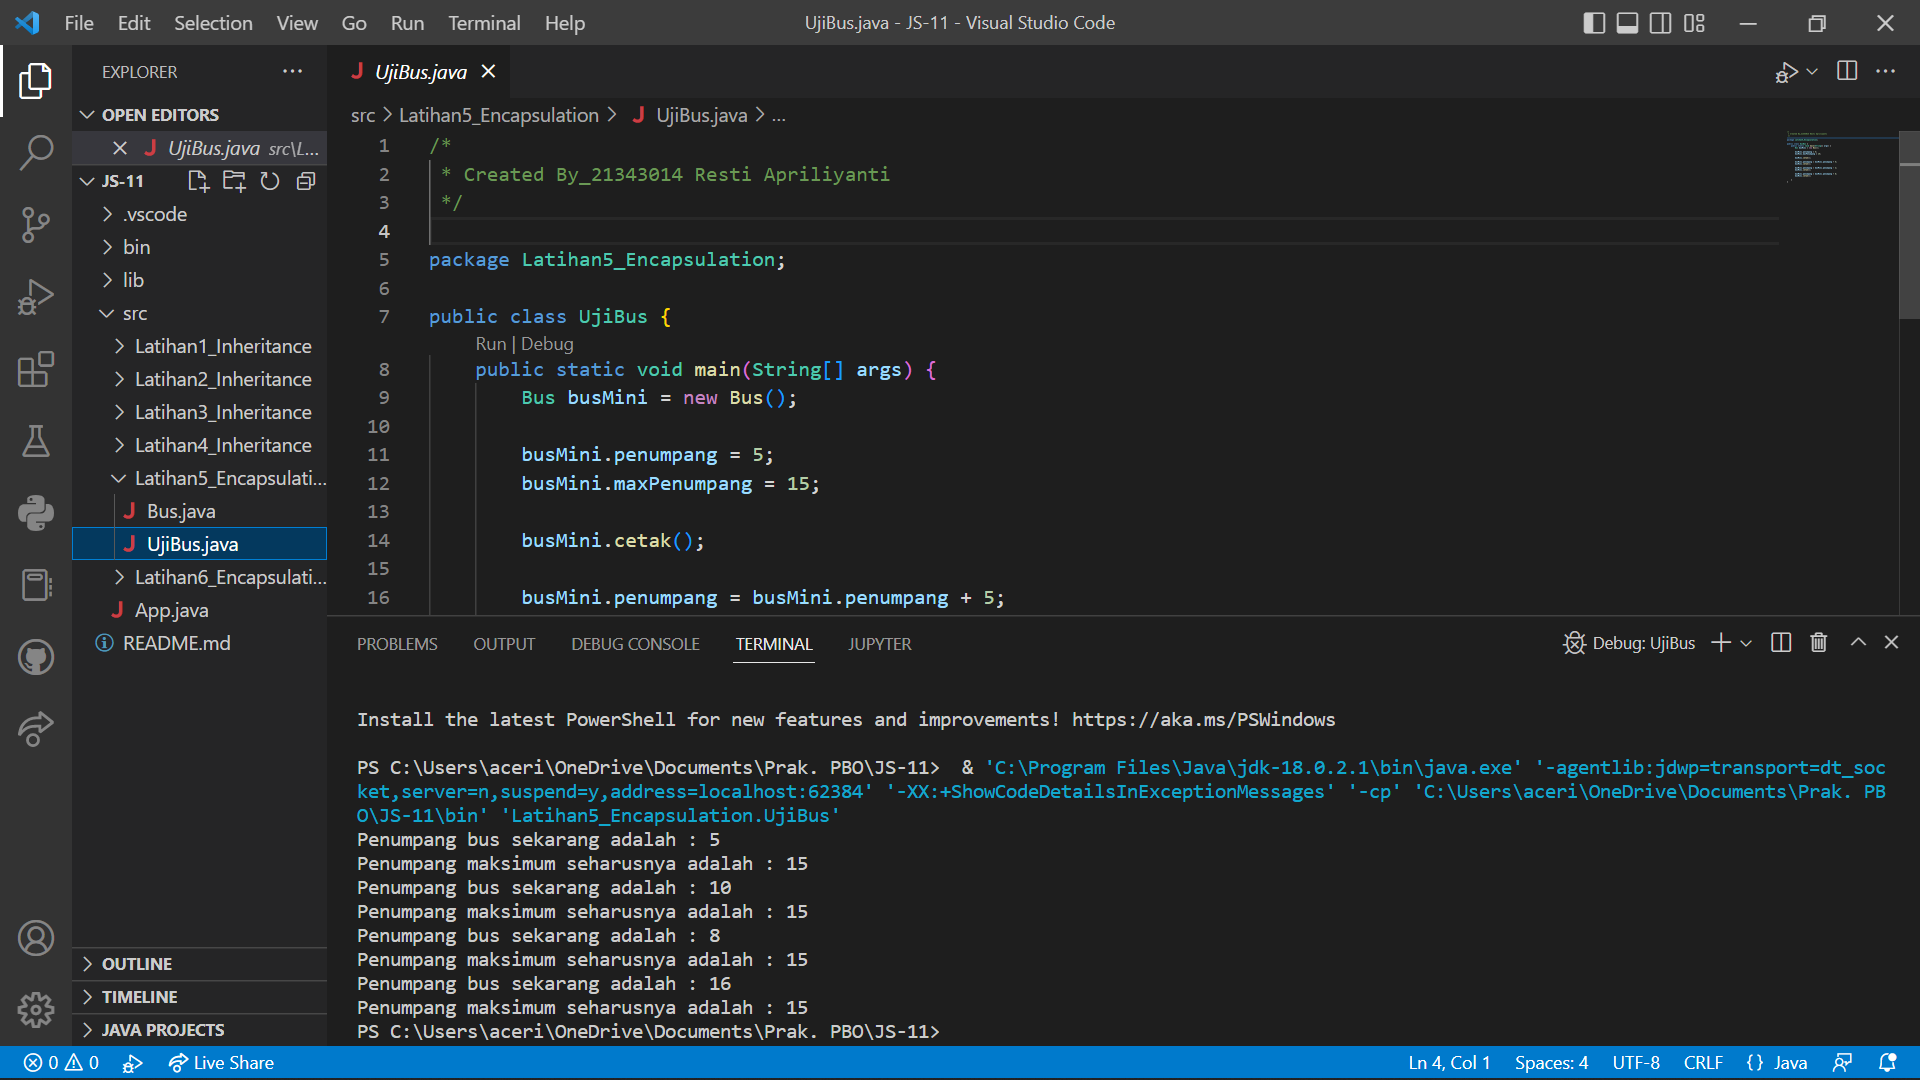 File Edit Selection View Go Run Terminal Help
UjiBus.java - JS-11 - Visual Studio Code
EXPLORER
OPEN EDITORS
UjiBus.java src\L...
JS-11
.vscode
bin
lib
src
Latihan1_Inheritance
Latihan2_Inheritance
Latihan3_Inheritance
Latihan4_Inheritance
Latihan5_Encapsulati...
Bus.java
UjiBus.java
Latihan6_Encapsulati...
App.java
README.md
OUTLINE
TIMELINE
JAVA PROJECTS
UjiBus.java
src > Latihan5_Encapsulation > UjiBus.java > ...
1 /*
2 * Created By_21343014 Resti Apriliyanti
3 */
4
5 package Latihan5_Encapsulation;
6
7 public class UjiBus {
Run | Debug
8 public static void main(String[] args) {
9 Bus busMini = new Bus();
10
11 busMini.penumpang = 5;
12 busMini.maxPenumpang = 15;
13
14 busMini.cetak();
15
16 busMini.penumpang = busMini.penumpang + 5;
PROBLEMS OUTPUT DEBUG CONSOLE TERMINAL JUPYTER
Debug: UjiBus
Install the latest PowerShell for new features and improvements! https://aka.ms/PSWindows
PS C:\Users\aceri\OneDrive\Documents\Prak. PBO\JS-11> & 'C:\Program Files\Java\jdk-18.0.2.1\bin\java.exe' '-agentlib:jdwp=transport=dt_soc
ket,server=n,suspend=y,address=localhost:62384' '-XX:+ShowCodeDetailsInExceptionMessages' '-cp' 'C:\Users\aceri\OneDrive\Documents\Prak. PB
O\JS-11\bin' 'Latihan5_Encapsulation.UjiBus'
Penumpang bus sekarang adalah : 5
Penumpang maksimum seharusnya adalah : 15
Penumpang bus sekarang adalah : 10
Penumpang maksimum seharusnya adalah : 15
Penumpang bus sekarang adalah : 8
Penumpang maksimum seharusnya adalah : 15
Penumpang bus sekarang adalah : 16
Penumpang maksimum seharusnya adalah : 15
PS C:\Users\aceri\OneDrive\Documents\Prak. PBO\JS-11>
0 0 Live Share
Ln 4, Col 1 Spaces: 4 UTF-8 CRLF {} Java